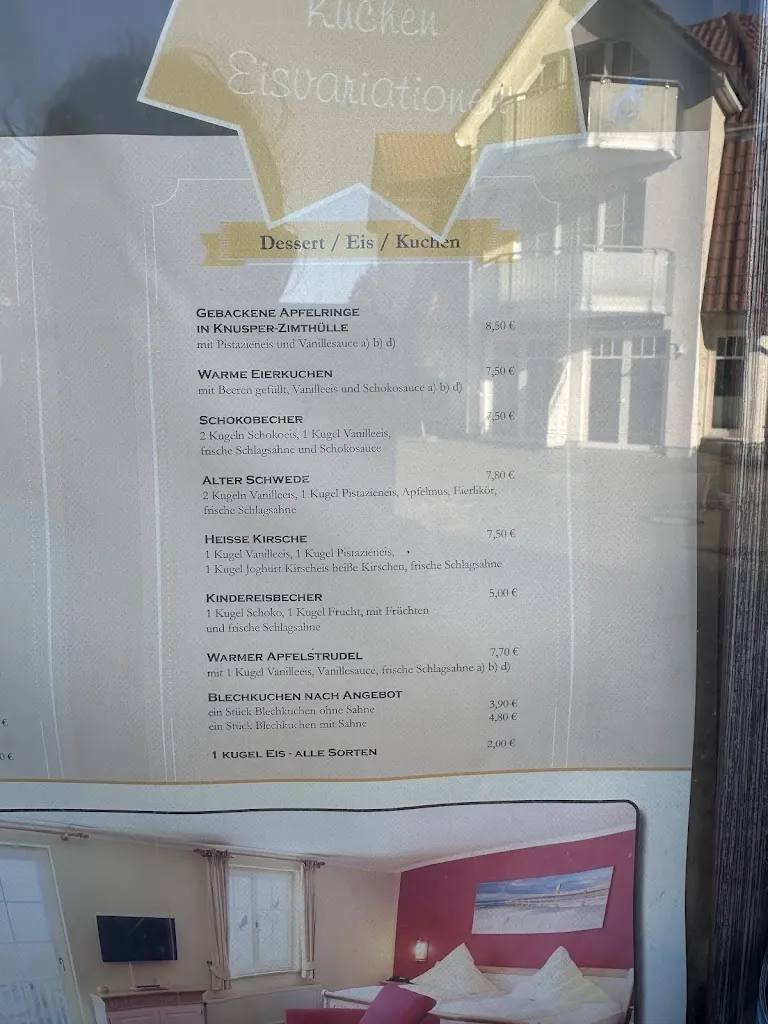 Kuchen
Eisvariationen
Dessert / Eis / Kuchen
GEBACKENE APFELRINGE
IN KNUSPER-ZIMTHÜLLE 8,50 €
mit Pistazieneis und Vanillesauce a) b) d)
WARME EIERKUCHEN 7,50 €
mit Beeren gefüllt, Vanilleeis und Schokosauce a) b) d)
SCHOKOBECHER 7,50 €
2 Kugeln Schokoeis, 1 Kugel Vanilleeis,
frische Schlagsahne und Schokosauce
ALTER SCHWEDE 7,80 €
2 Kugeln Vanilleeis, 1 Kugel Pistazieneis, Apfelmus, Eierlikör,
frische Schlagsahne
HEISSE KIRSCHE 7,50 €
1 Kugel Vanilleeis, 1 Kugel Pistazieneis,
1 Kugel Joghurt Kirscheis heiße Kirschen, frische Schlagsahne
KINDEREISBECHER 5,00 €
1 Kugel Schoko, 1 Kugel Frucht, mit Früchten
und frische Schlagsahne
WARMER APFELSTRUDEL 7,70 €
mit 1 Kugel Vanilleeis, Vanillesauce, frische Schlagsahne a) b) d)
BLECHKUCHEN NACH ANGEBOT
ein Stück Blechkuchen ohne Sahne 3,90 €
ein Stück Blechkuchen mit Sahne 4,80 €
1 KUGEL EIS - ALLE SORTEN 2,00 €